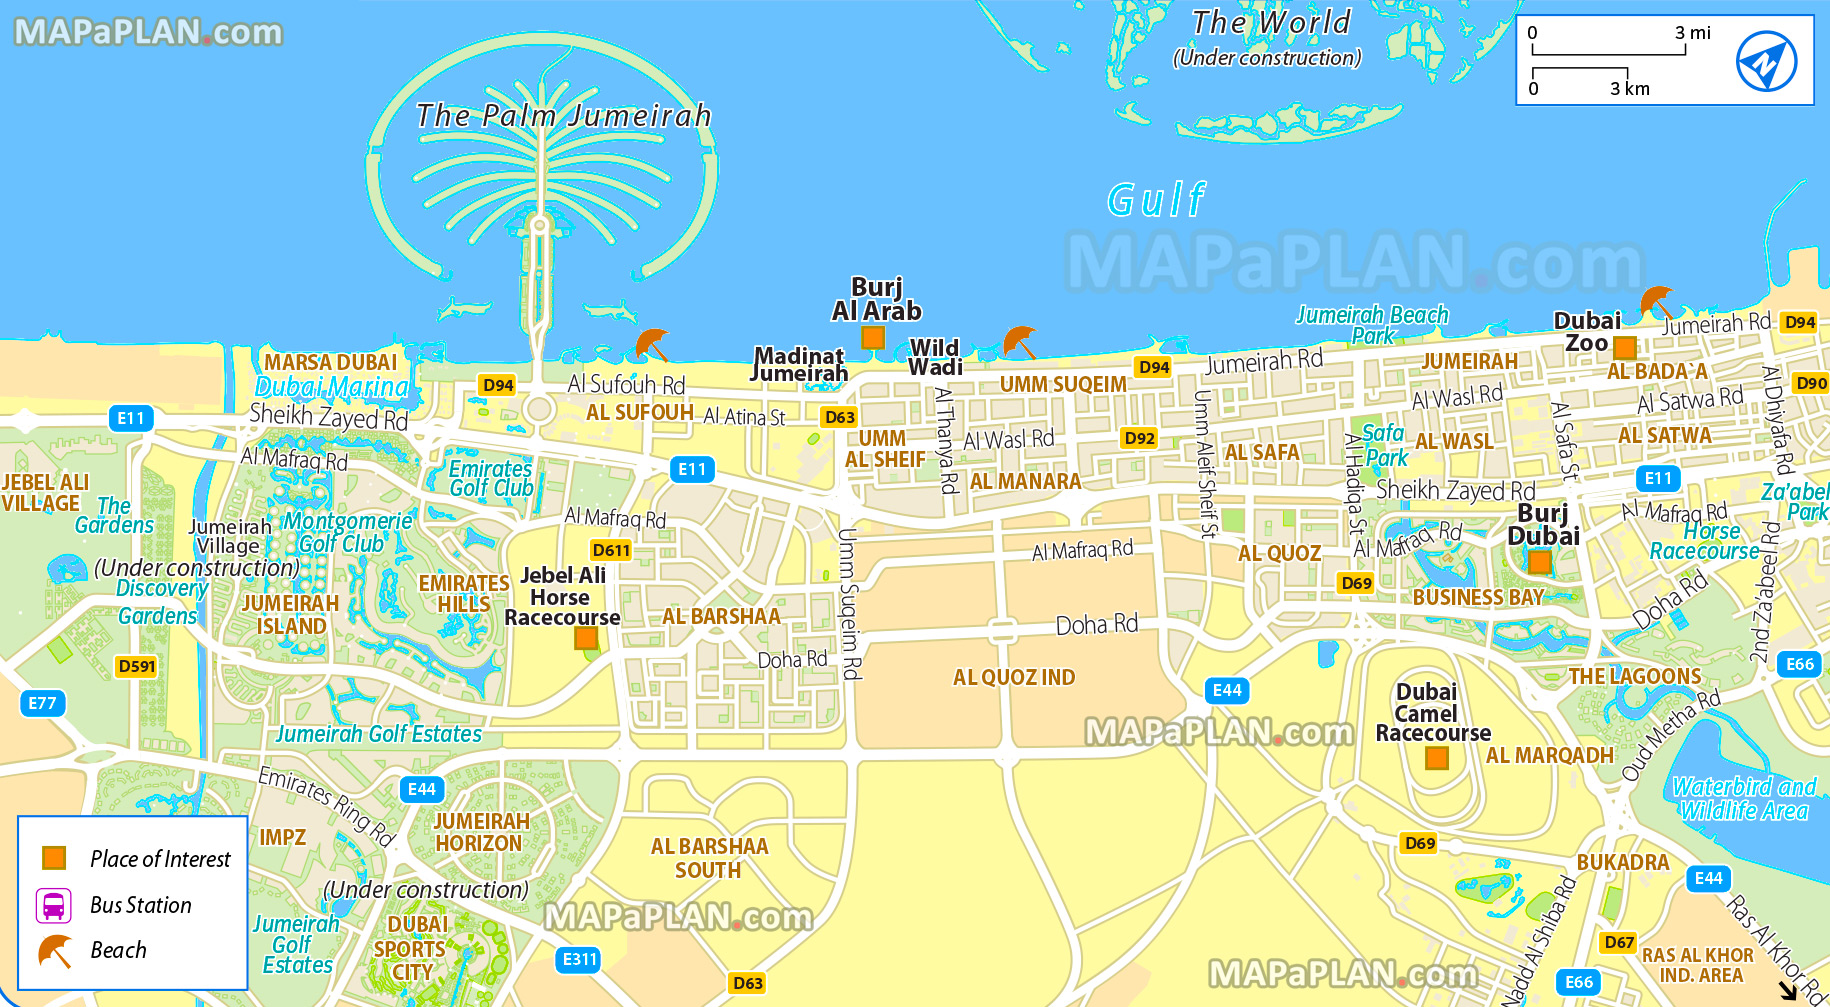 MAPaPLAN.com
The World
(Under construction)
0 3 mi
0 3 km
N
The Palm Jumeirah
Gulf
MAPaPLAN.com
Burj
Al Arab
Jumeirah Beach
Park
Dubai
Zoo
Jumeirah Rd
D94
MARSA DUBAI
Dubai Marina
D94
Al Sufouh Rd
Madinat
Jumeirah
Wild
Wadi
UMM SUQEIM
D94
Jumeirah Rd
JUMEIRAH
AL BADA`A
D90
E11
Sheikh Zayed Rd
AL SUFOUH
Al Atina St
D63
Al Thanya Rd
Al Wasl Rd
D92
Umm Aleif Sheif St
Al Wasl Rd
Al Satwa Rd
Al Dhiyafa Rd
UMM
AL SHEIF
AL MANARA
AL SAFA
Al Hadiqa St
Safa
Park
AL WASL
Al Safa St
AL SATWA
Al Mafraq Rd
Emirates
Golf Club
E11
Sheikh Zayed Rd
E11
JEBEL ALI
VILLAGE
The
Gardens
Jumeirah
Village
(Under construction)
Montgomerie
Golf Club
Al Mafraq Rd
D611
Umm Suqeim Rd
Al Mafraq Rd
AL QUOZ
Al Mafraq Rd
Burj
Dubai
Al Mafraq Rd
Za'abel
Park
Horse
Racecourse
2nd Za'abeel Rd
Discovery
Gardens
JUMEIRAH
ISLAND
EMIRATES
HILLS
Jebel Ali
Horse
Racecourse
AL BARSHAA
D69
BUSINESS BAY
Doha Rd
Doha Rd
Doha Rd
D591
E77
AL QUOZ IND
E44
Dubai
Camel
Racecourse
THE LAGOONS
E66
Oud Metha Rd
Jumeirah Golf Estates
MAPaPLAN.com
AL MARQADH
Waterbird and
Wildlife Area
Emirates Ring Rd
E44
JUMEIRAH
HORIZON
IMPZ
AL BARSHAA
SOUTH
D69
BUKADRA
E44
(Under construction)
Place of Interest
Bus Station
Beach
Jumeirah
Golf
Estates
DUBAI
SPORTS
CITY
MAPaPLAN.com
E311
D63
MAPaPLAN.com
Nadd Al Shiba Rd
D67
E66
RAS AL KHOR
IND. AREA
Ras Al Khor Rd